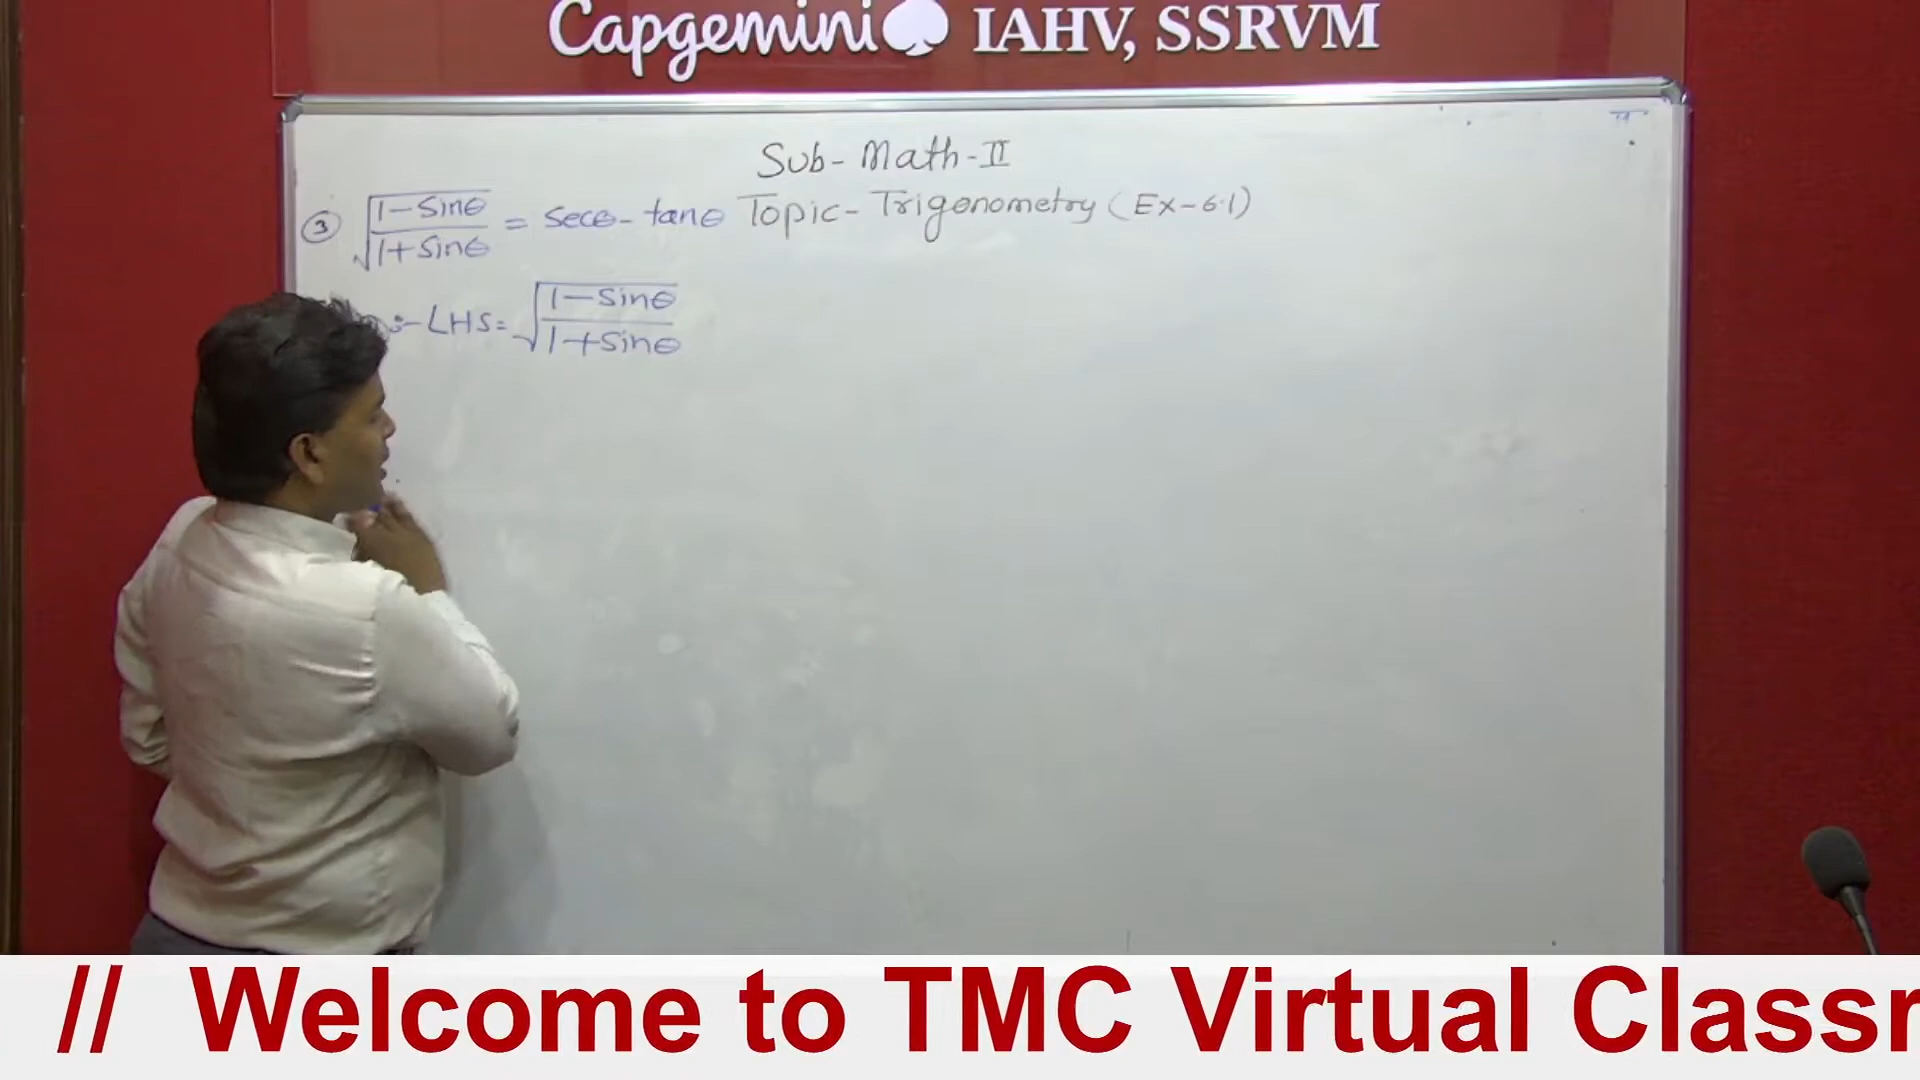 Capgemini IAHV, SSRVM
Sub- Math-II
Topic- Trigonometry (Ex-6.1)
③ √(1-Sinθ / 1+Sinθ) = Secθ- tanθ
:- LHS = √(1-Sinθ / 1+Sinθ)
// Welcome to TMC Virtual Classr